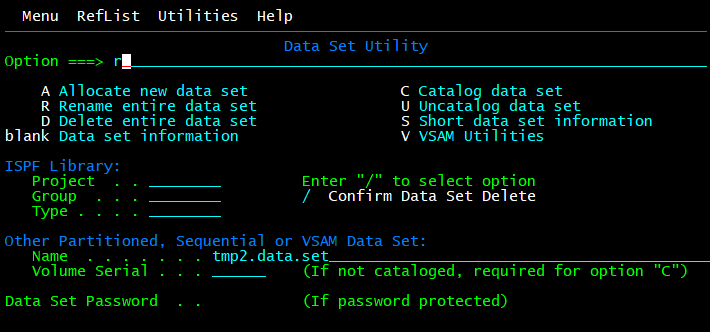 Menu RefList Utilities Help
Data Set Utility
Option ===> r
A Allocate new data set C Catalog data set
R Rename entire data set U Uncatalog data set
D Delete entire data set S Short data set information
blank Data set information V VSAM Utilities
ISPF Library:
Project . . Enter "/" to select option
Group . . . / Confirm Data Set Delete
Type . . . .
Other Partitioned, Sequential or VSAM Data Set:
Name . . . . . . . tmp2.data.set
Volume Serial . . . (If not cataloged, required for option "C")
Data Set Password . . (If password protected)